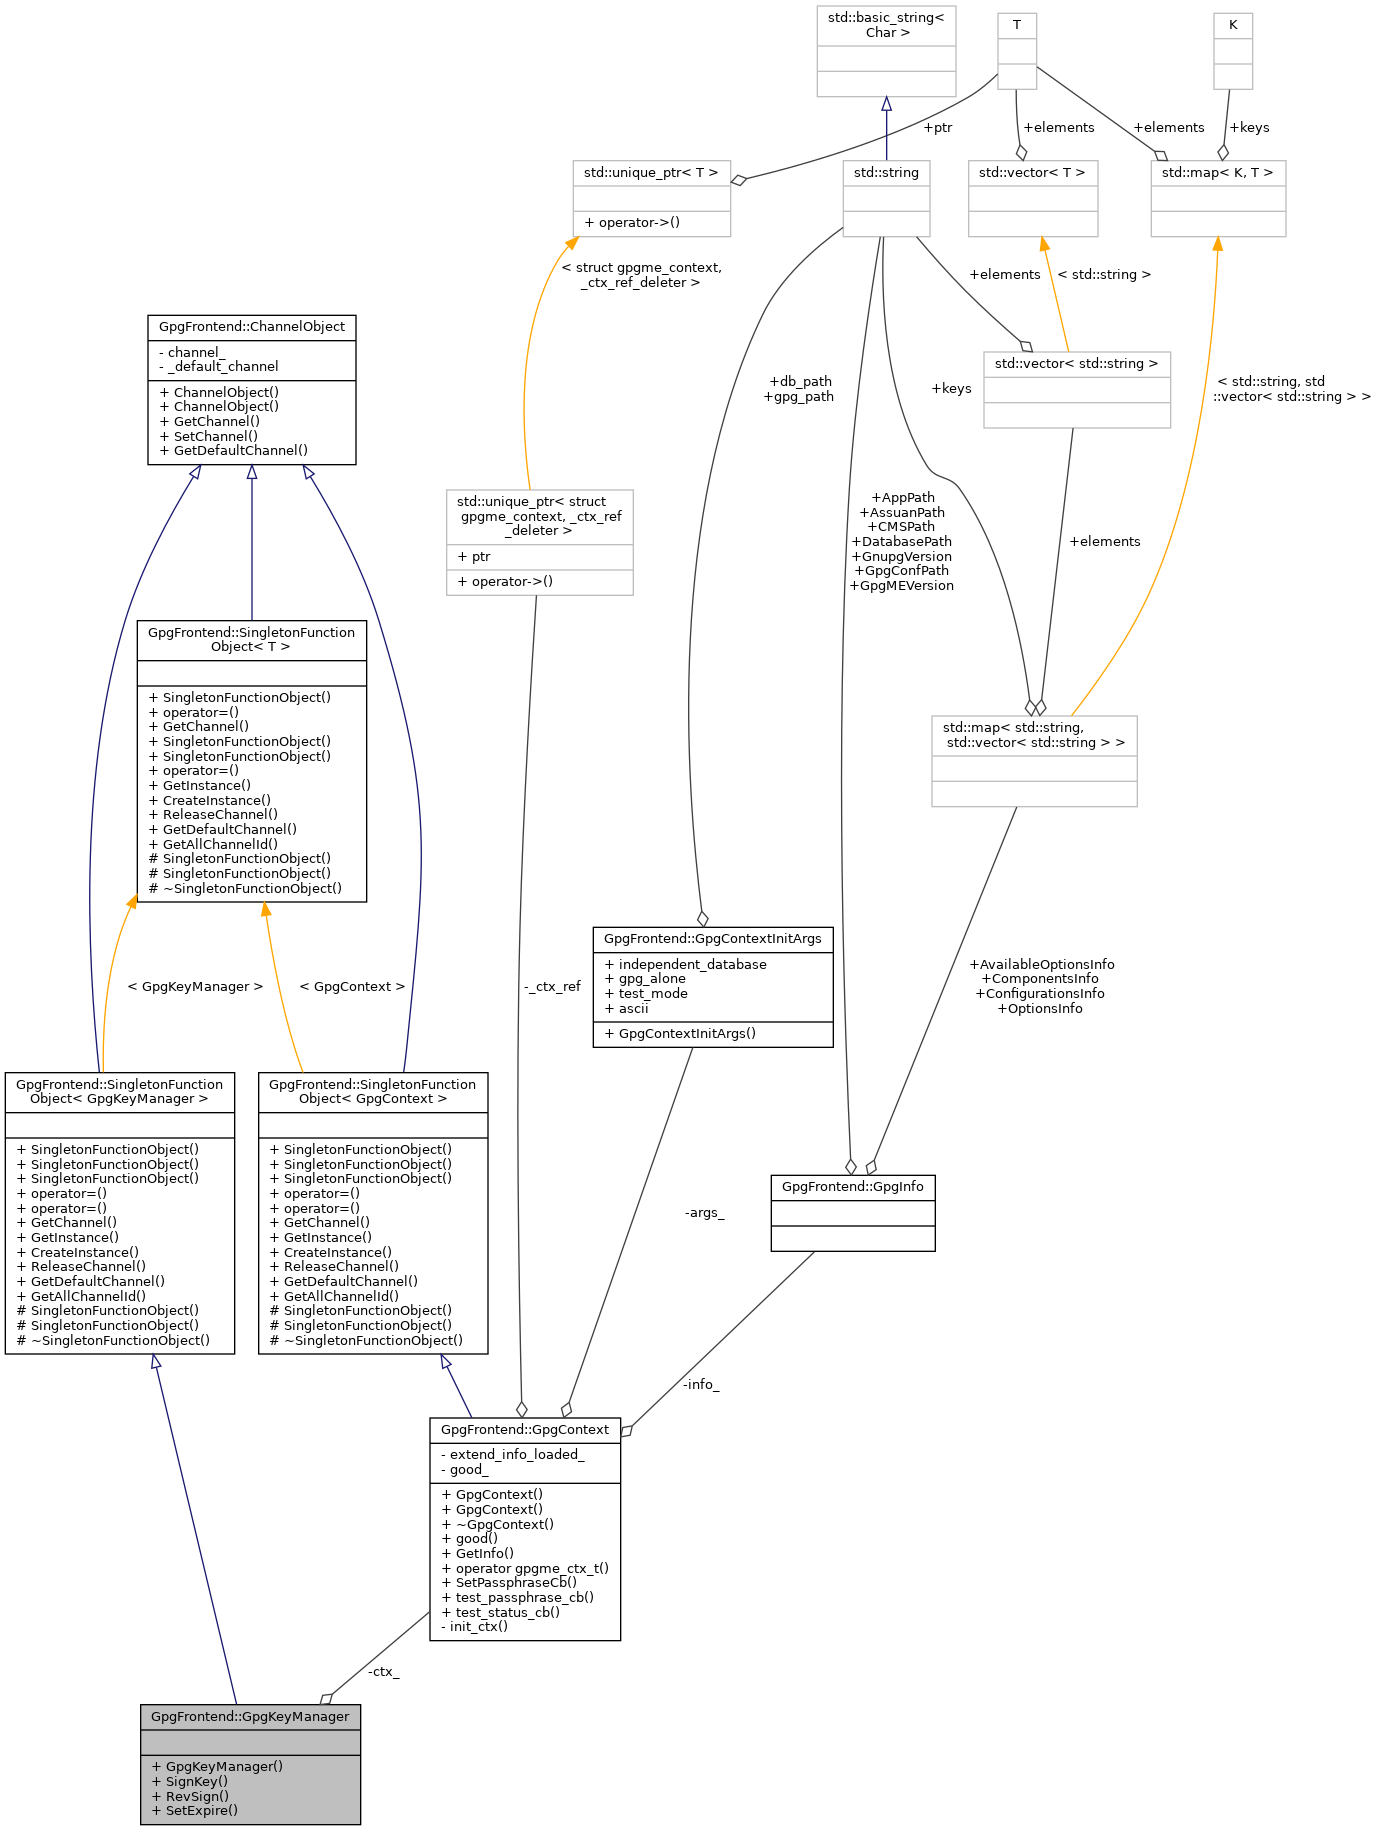 std::basic_string<
Char >
T
K
+ptr
+elements
+elements
+keys
std::unique_ptr< T >
+ operator->()
std::string
std::vector< T >
std::map< K, T >
< struct gpgme_context,
_ctx_ref_deleter >
+elements
< std::string >
GpgFrontend::ChannelObject
- channel_
- _default_channel
+ ChannelObject()
+ ChannelObject()
+ GetChannel()
+ SetChannel()
+ GetDefaultChannel()
std::vector< std::string >
+db_path
+gpg_path
+keys
< std::string, std
::vector< std::string > >
std::unique_ptr< struct
gpgme_context, _ctx_ref
_deleter >
+ ptr
+ operator->()
+AppPath
+AssuanPath
+CMSPath
+DatabasePath
+GnupgVersion
+GpgConfPath
+GpgMEVersion
+elements
GpgFrontend::SingletonFunction
Object< T >
+ SingletonFunctionObject()
+ operator=()
+ GetChannel()
+ SingletonFunctionObject()
+ SingletonFunctionObject()
+ operator=()
+ GetInstance()
+ CreateInstance()
+ ReleaseChannel()
+ GetDefaultChannel()
+ GetAllChannelId()
# SingletonFunctionObject()
# SingletonFunctionObject()
# ~SingletonFunctionObject()
std::map< std::string,
std::vector< std::string > >
< GpgKeyManager >
< GpgContext >
-_ctx_ref
GpgFrontend::GpgContextInitArgs
+ independent_database
+ gpg_alone
+ test_mode
+ ascii
+ GpgContextInitArgs()
+AvailableOptionsInfo
+ComponentsInfo
+ConfigurationsInfo
+OptionsInfo
GpgFrontend::SingletonFunction
Object< GpgKeyManager >
+ SingletonFunctionObject()
+ SingletonFunctionObject()
+ SingletonFunctionObject()
+ operator=()
+ operator=()
+ GetChannel()
+ GetInstance()
+ CreateInstance()
+ ReleaseChannel()
+ GetDefaultChannel()
+ GetAllChannelId()
# SingletonFunctionObject()
# SingletonFunctionObject()
# ~SingletonFunctionObject()
GpgFrontend::SingletonFunction
Object< GpgContext >
+ SingletonFunctionObject()
+ SingletonFunctionObject()
+ SingletonFunctionObject()
+ operator=()
+ operator=()
+ GetChannel()
+ GetInstance()
+ CreateInstance()
+ ReleaseChannel()
+ GetDefaultChannel()
+ GetAllChannelId()
# SingletonFunctionObject()
# SingletonFunctionObject()
# ~SingletonFunctionObject()
-args_
GpgFrontend::GpgInfo
-info_
GpgFrontend::GpgContext
- extend_info_loaded_
- good_
+ GpgContext()
+ GpgContext()
+ ~GpgContext()
+ good()
+ GetInfo()
+ operator gpgme_ctx_t()
+ SetPassphraseCb()
+ test_passphrase_cb()
+ test_status_cb()
- init_ctx()
-ctx_
GpgFrontend::GpgKeyManager
+ GpgKeyManager()
+ SignKey()
+ RevSign()
+ SetExpire()